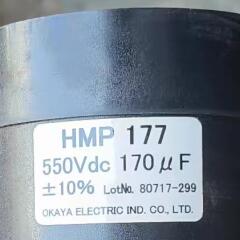 HMP 177
550Vdc 170μF
±10% LotNo. 80717-299
OKAYA ELECTRIC IND. CO., LTD.